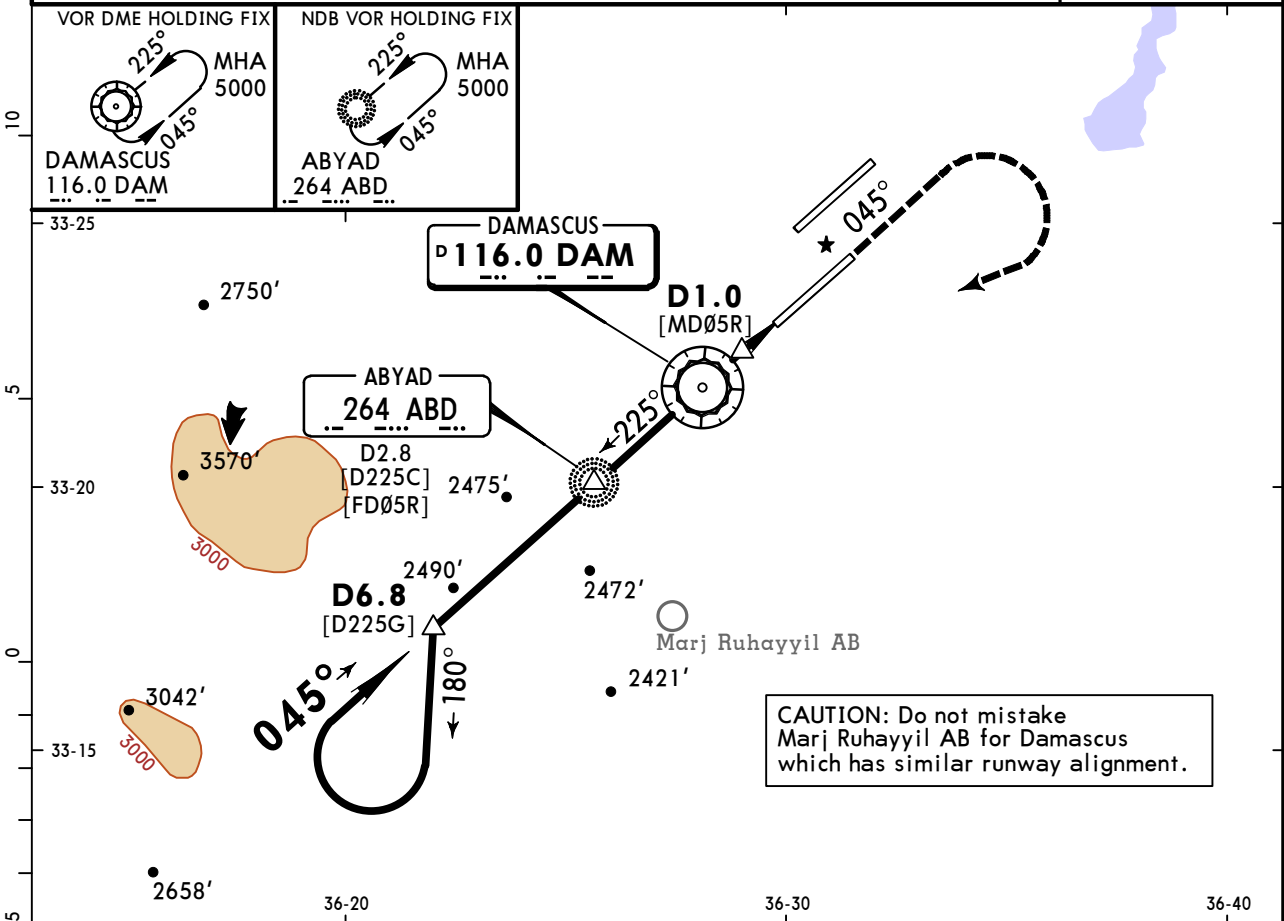 VOR DME HOLDING FIX
225°
MHA
5000
045°
DAMASCUS
116.0 DAM
NDB VOR HOLDING FIX
225°
MHA
5000
045°
ABYAD
264 ABD
10
33-25
DAMASCUS
D 116.0 DAM
045°
2750'
D1.0
[MDØ5R]
5
ABYAD
264 ABD
225°
3570'
D2.8
[D225C]
[FDØ5R]
2475'
33-20
3000
2490'
2472'
D6.8
[D225G]
Marj Ruhayyil AB
0
045°
180°
2421'
3042'
3000
33-15
CAUTION: Do not mistake
Marj Ruhayyil AB for Damascus
which has similar runway alignment.
2658'
5
36-20
36-30
36-40